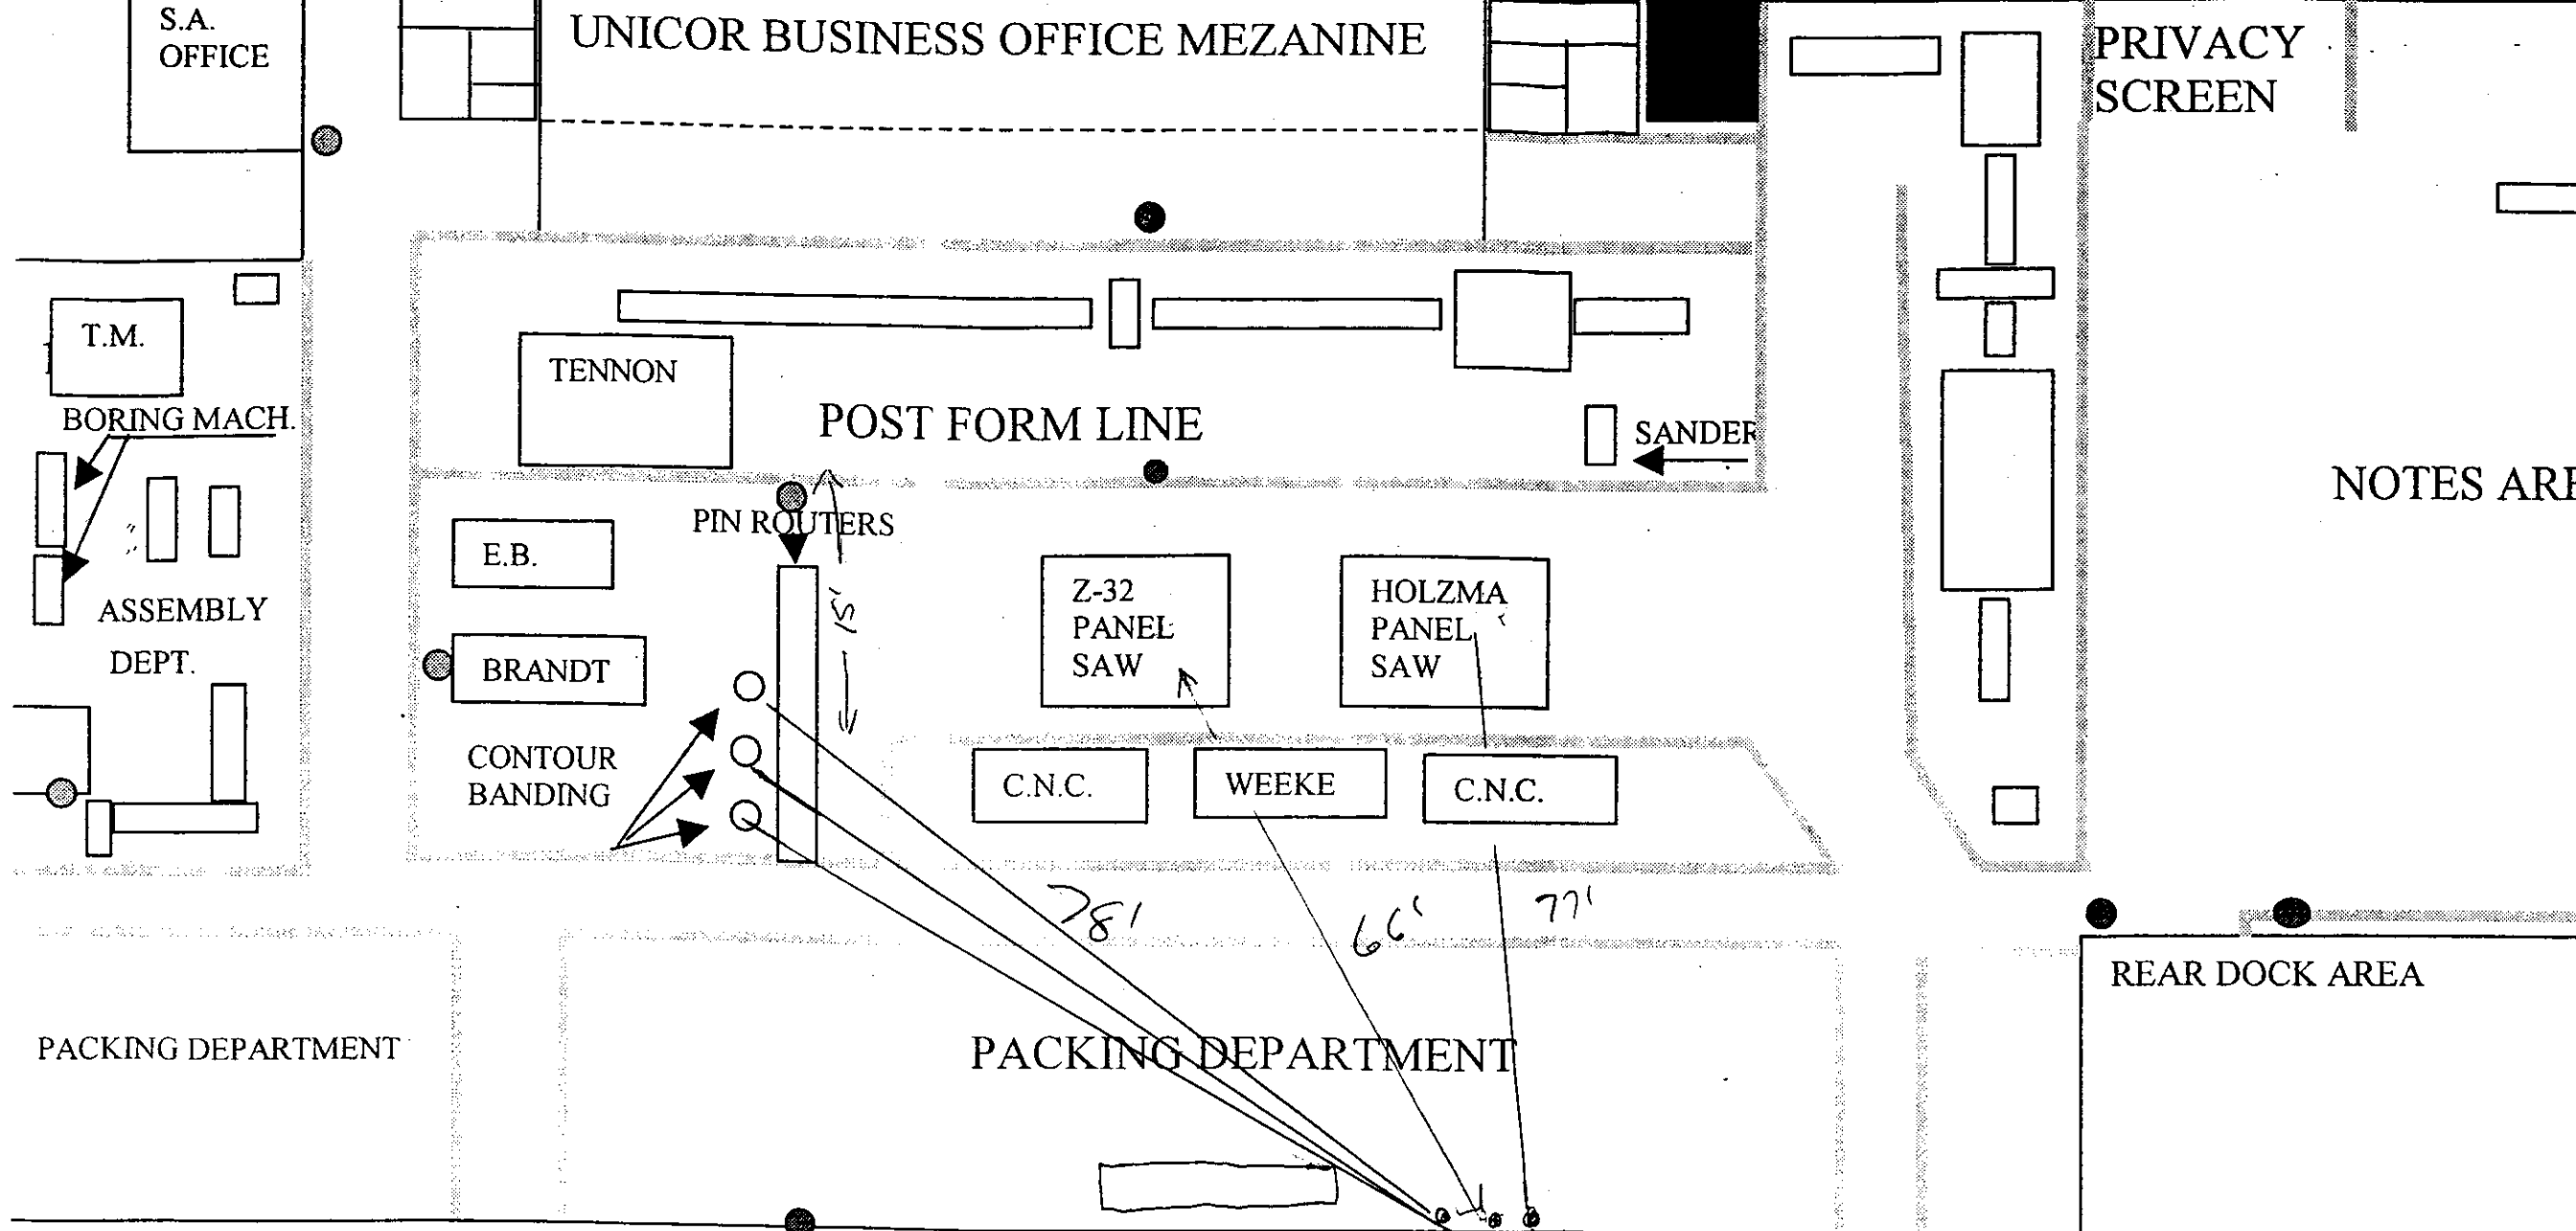 S.A.
OFFICE
UNICOR BUSINESS OFFICE MEZANINE
PRIVACY
SCREEN
T.M.
BORING MACH.
TENNON
POST FORM LINE
SANDER
NOTES ARE
PIN ROUTERS
E.B.
15'
Z-32
PANEL
SAW
HOLZMA
PANEL
SAW
ASSEMBLY
DEPT.
BRANDT
CONTOUR
BANDING
C.N.C.
WEEKE
C.N.C.
78'
66'
77'
REAR DOCK AREA
PACKING DEPARTMENT
PACKING DEPARTMENT